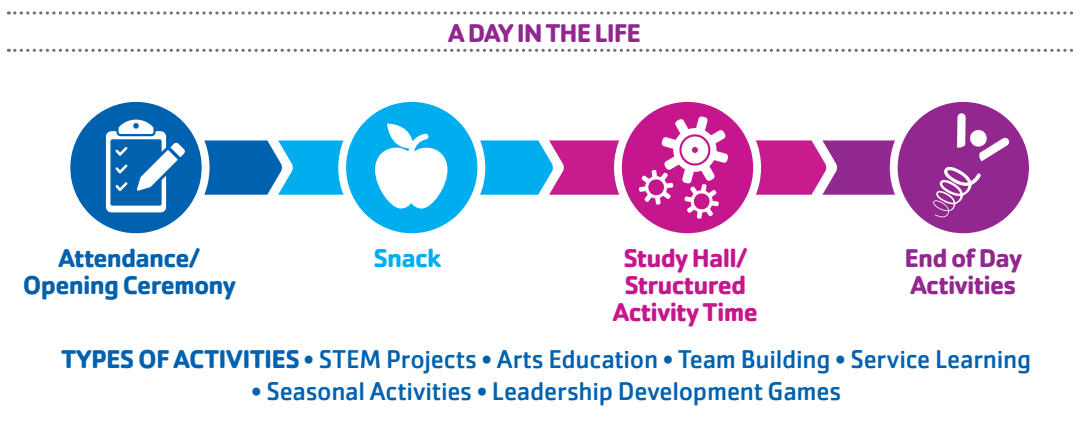 A DAY IN THE LIFE
Attendance/
Opening Ceremony
Snack
Study Hall/
Structured
Activity Time
End of Day
Activities
TYPES OF ACTIVITIES • STEM Projects • Arts Education • Team Building • Service Learning
• Seasonal Activities • Leadership Development Games